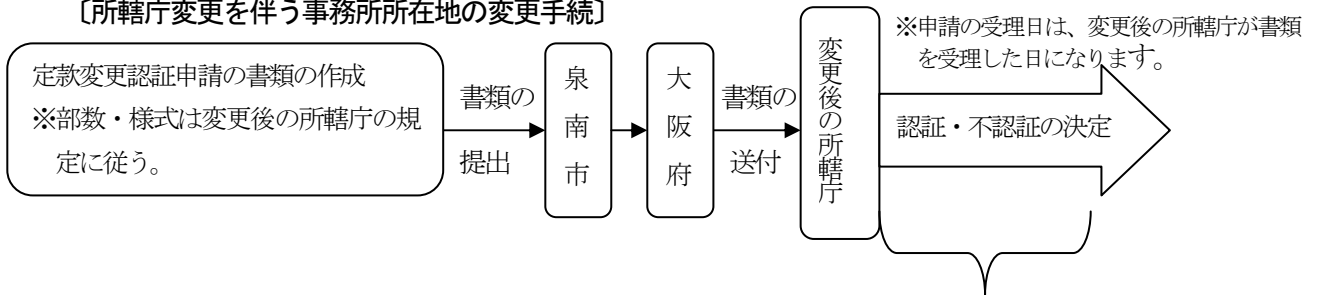 〔所轄庁変更を伴う事務所所在地の変更手続〕
定款変更認証申請の書類の作成
※部数・様式は変更後の所轄庁の規
定に従う。
書類の
提出
泉南市
大阪府
書類の
送付
変更後の所轄庁
※申請の受理日は、変更後の所轄庁が書類
を受理した日になります。
認証・不認証の決定